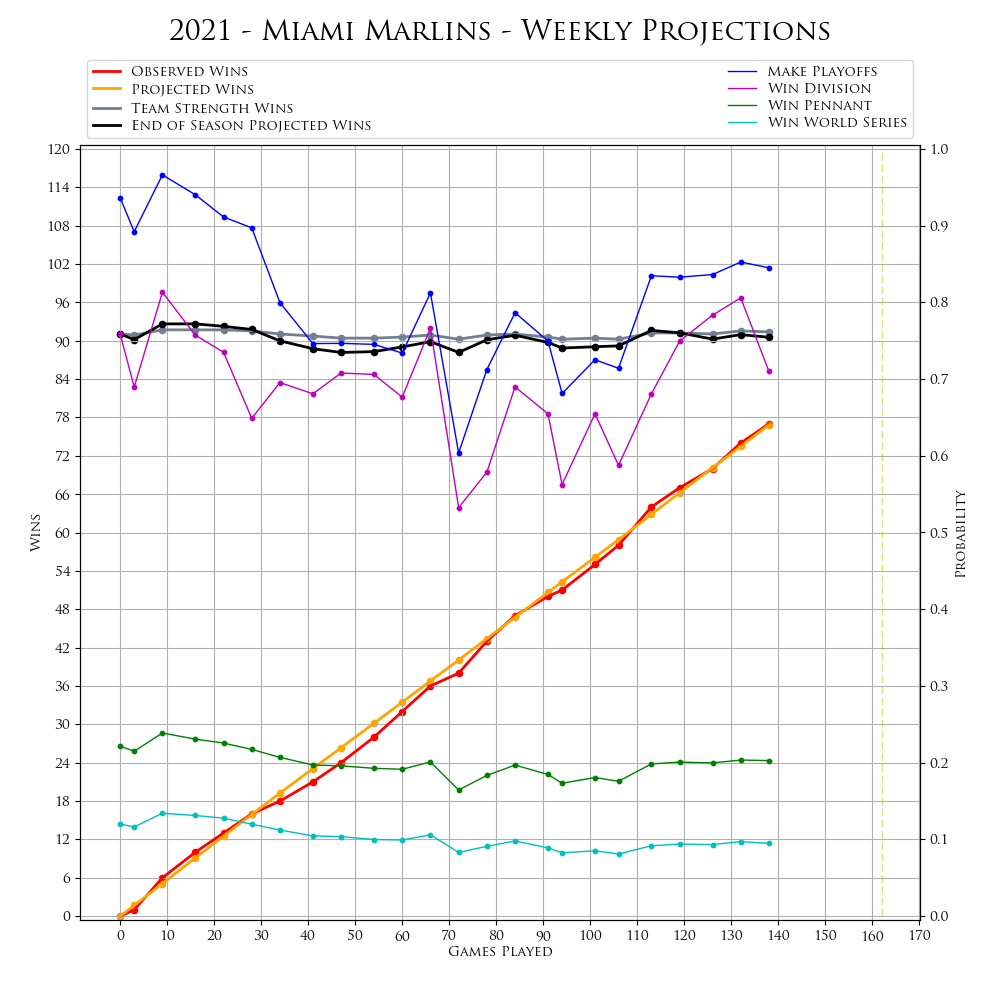 2021 - Miami Marlins - Weekly Projections
Observed Wins
Projected Wins
Team Strength Wins
End of Season Projected Wins
Make Playoffs
Win Division
Win Pennant
Win World Series
120
114
108
102
96
90
84
78
72
66
60
54
48
42
36
30
24
18
12
6
0
Wins
1.0
0.9
0.8
0.7
0.6
0.5
0.4
0.3
0.2
0.1
0.0
Probability
0 10 20 30 40 50 60 70 80 90 100 110 120 130 140 150 160 170
Games Played